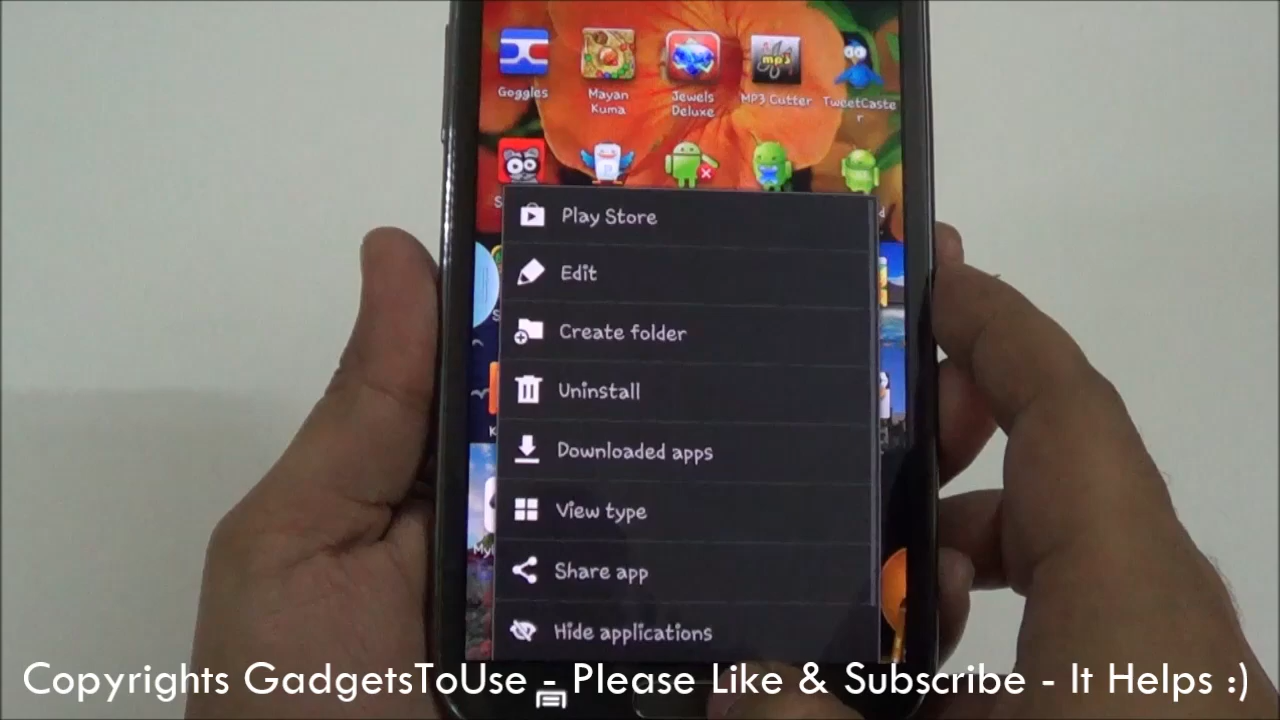 Goggles
Mayan
Kuma
Jewels
Deluxe
mp3
MP3 Cutter
TweetCaste
r
Play Store
Edit
Create folder
Uninstall
Downloaded apps
View type
Share app
Hide applications
Copyrights GadgetsToUse - Please Like & Subscribe - It Helps :)